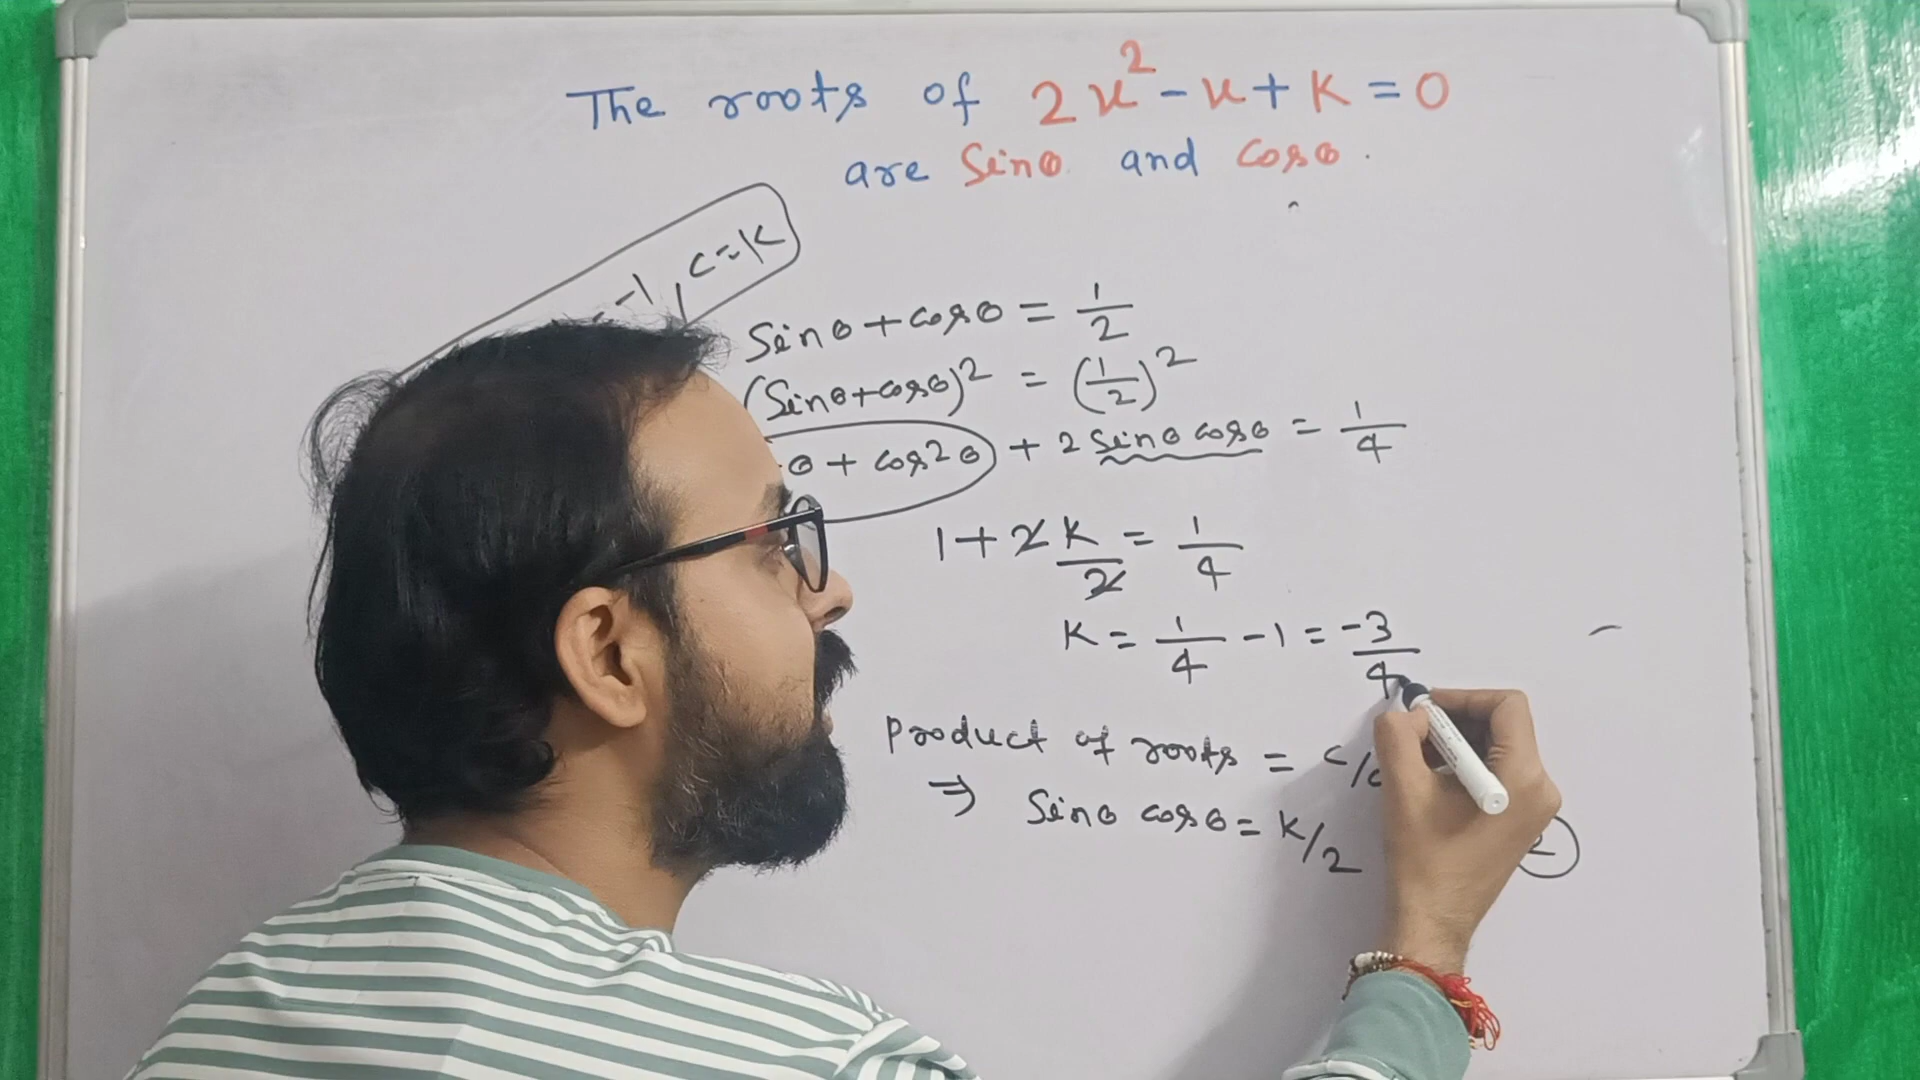 The roots of 2x² - x + K = 0
are Sinθ and cosθ.
-1, c=K
Sinθ + cosθ = 1/2
(Sinθ+cosθ)² = (1/2)²
θ + cos²θ + 2 sinθ cosθ = 1/4
1 + 2 K/2 = 1/4
K = 1/4 - 1 = -3/4
Product of roots = c/
⇒ Sinθ cosθ = K/2
2